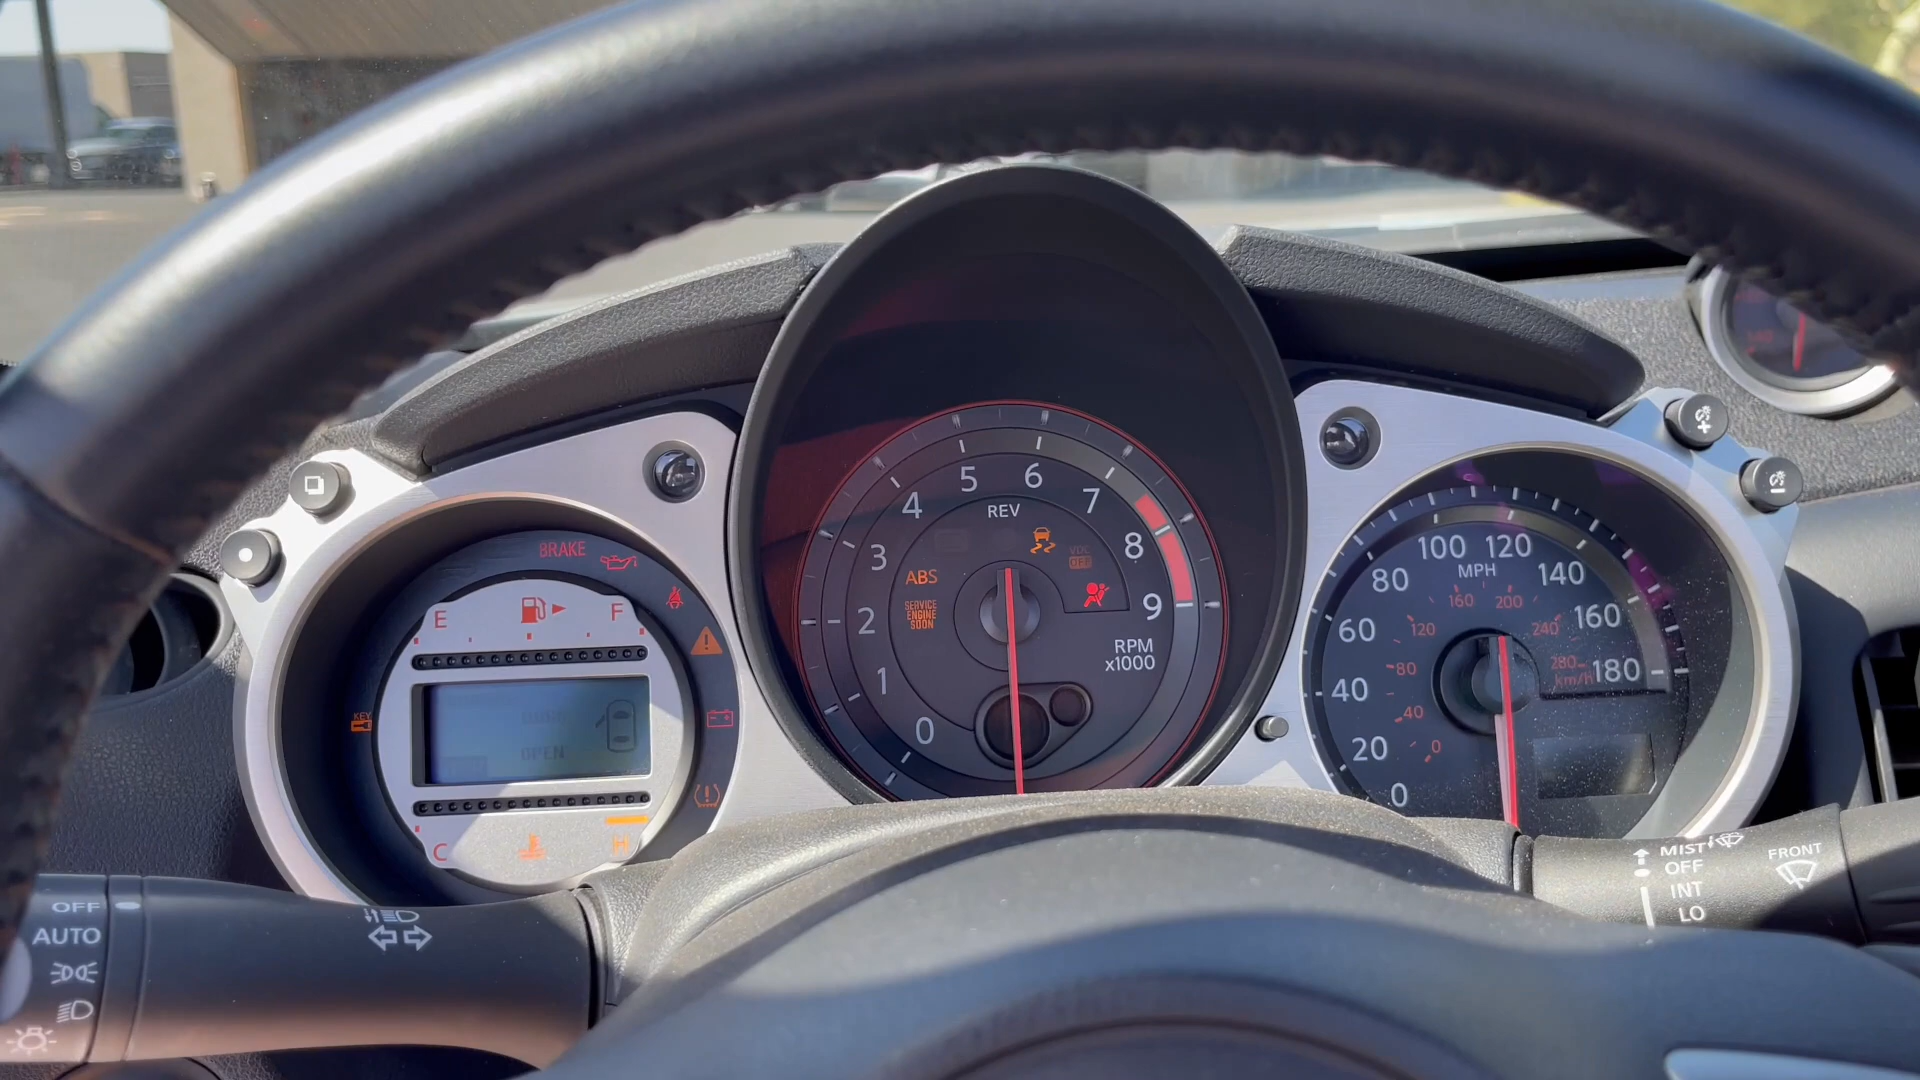 BRAKE
E
F
KEY
DOOR
OPEN
C
H
REV
0
1
2
3
4
5
6
7
8
9
RPM
x1000
ABS
SERVICE
ENGINE
SOON
VDC
OFF
MPH
0
20
40
60
80
100
120
140
160
180
0
40
80
120
160
200
240
280
km/h
OFF
AUTO
MIST
OFF
INT
LO
FRONT